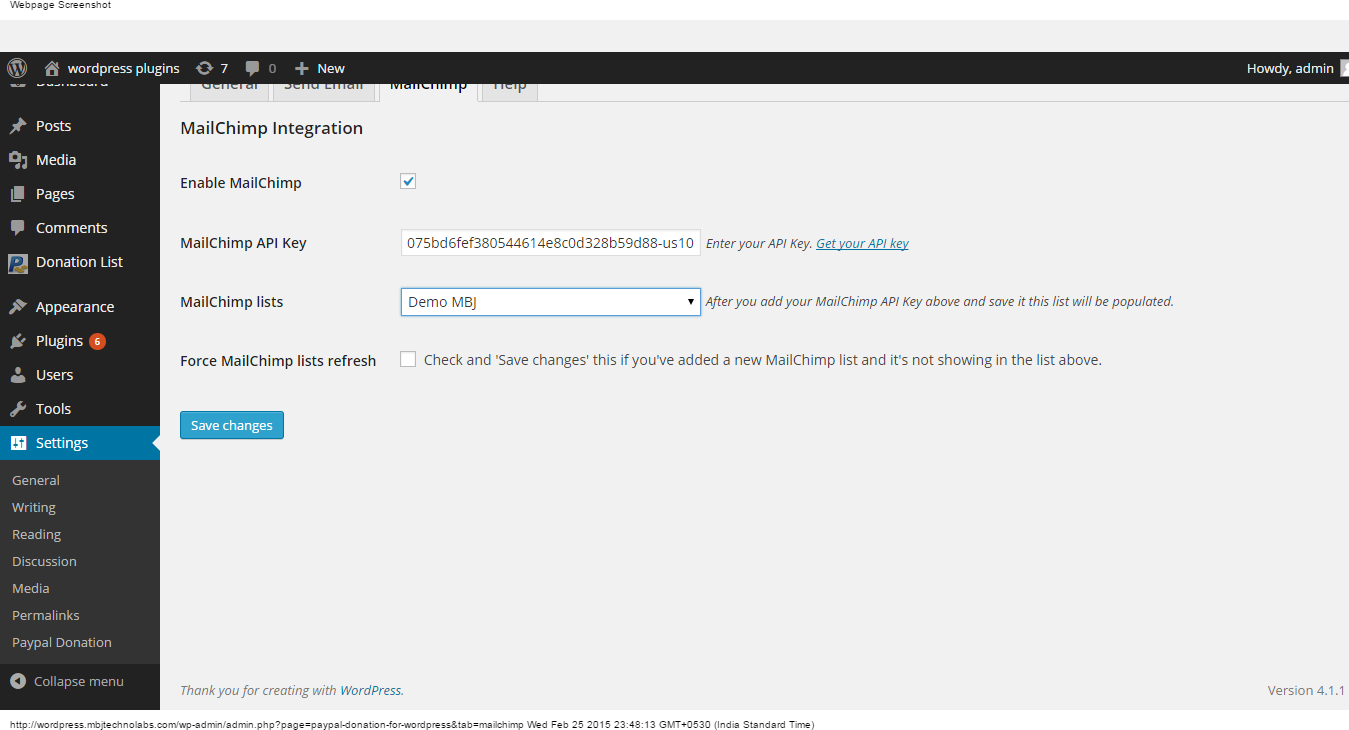 Webpage Screenshot
wordpress plugins 7 0 New Howdy, admin
Dashboard General Send Email MailChimp Help
Posts
Media
Pages
Comments
Donation List
Appearance
Plugins 6
Users
Tools
Settings
General
Writing
Reading
Discussion
Media
Permalinks
Paypal Donation
Collapse menu
MailChimp Integration
Enable MailChimp
MailChimp API Key 075bd6fef380544614e8c0d328b59d88-us10 Enter your API Key. Get your API key
MailChimp lists Demo MBJ After you add your MailChimp API Key above and save it this list will be populated.
Force MailChimp lists refresh Check and 'Save changes' this if you've added a new MailChimp list and it's not showing in the list above.
Save changes
Thank you for creating with WordPress. Version 4.1.1
http://wordpress.mbjtechnolabs.com/wp-admin/admin.php?page=paypal-donation-for-wordpress&tab=mailchimp Wed Feb 25 2015 23:48:13 GMT+0530 (India Standard Time)